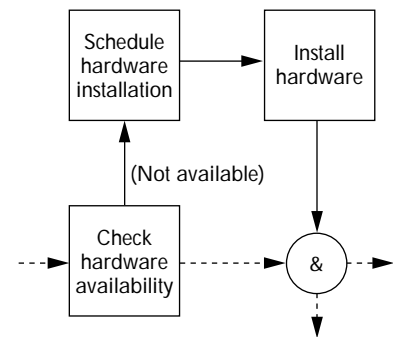 Schedule
hardware
installation
Install
hardware
(Not available)
Check
hardware
availability
&